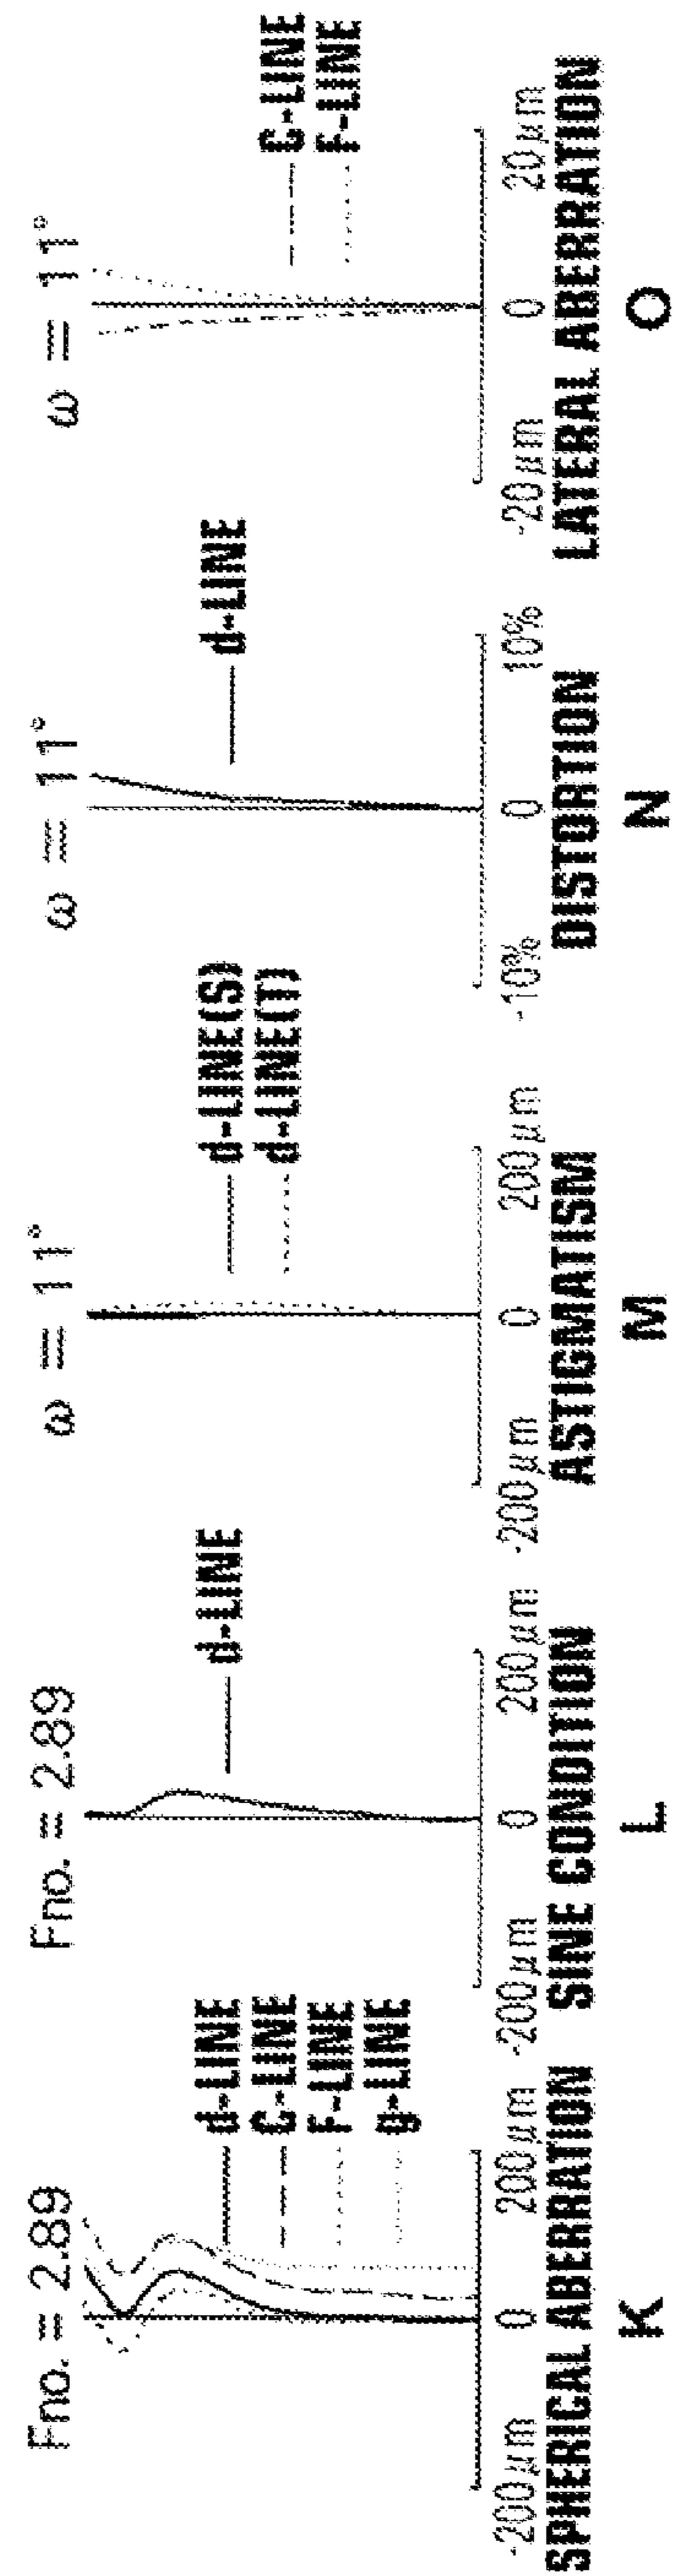 Fno. = 2.89
d-LINE
C-LINE
F-LINE
g-LINE
-200μm 0 200μm
SPHERICAL ABERRATION
K
Fno. = 2.89
d-LINE
-200μm 0 200μm
SINE CONDITION
L
ω = 11°
d-LINE(S)
d-LINE(T)
-200μm 0 200μm
ASTIGMATISM
M
ω = 11°
d-LINE
-10% 0 10%
DISTORTION
N
ω = 11°
C-LINE
F-LINE
-20μm 0 20μm
LATERAL ABERRATION
O